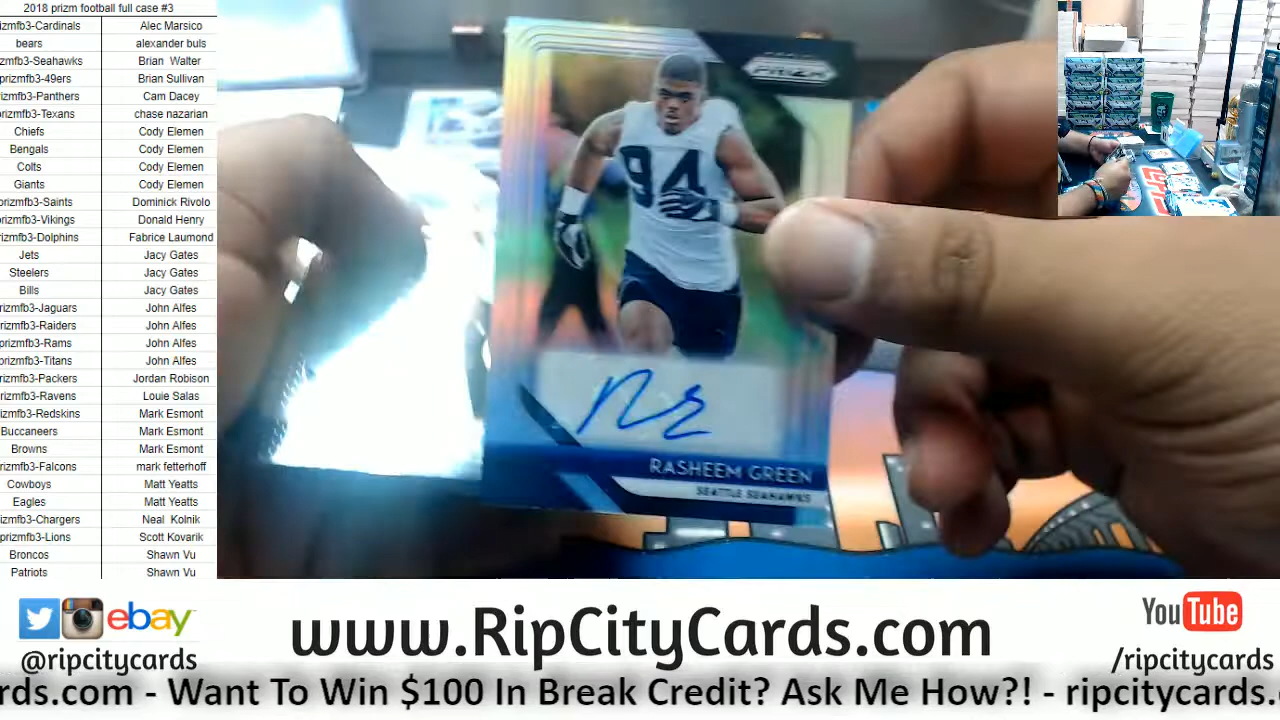 2018 prizm football full case #3
izmfb3-Cardinals Alec Marsico
bears alexander buls
izmfb3-Seahawks Brian Walter
prizmfb3-49ers Brian Sullivan
izmfb3-Panthers Cam Dacey
prizmfb3-Texans chase nazarian
Chiefs Cody Elemen
Bengals Cody Elemen
Colts Cody Elemen
Giants Cody Elemen
prizmfb3-Saints Dominick Rivolo
prizmfb3-Vikings Donald Henry
izmfb3-Dolphins Fabrice Laumond
Jets Jacy Gates
Steelers Jacy Gates
Bills Jacy Gates
izmfb3-Jaguars John Alfes
prizmfb3-Raiders John Alfes
prizmfb3-Rams John Alfes
prizmfb3-Titans John Alfes
izmfb3-Packers Jordan Robison
izmfb3-Ravens Louie Salas
izmfb3-Redskins Mark Esmont
Buccaneers Mark Esmont
Browns Mark Esmont
izmfb3-Falcons mark fetterhoff
Cowboys Matt Yeatts
Eagles Matt Yeatts
izmfb3-Chargers Neal Kolnik
prizmfb3-Lions Scott Kovarik
Broncos Shawn Vu
Patriots Shawn Vu
PRIZM
94
RASHEEM GREEN
SEATTLE SEAHAWKS
ebay
@ripcitycards
www.RipCityCards.com
YouTube
/ripcitycards
rds.com - Want To Win $100 In Break Credit? Ask Me How?! - ripcitycards.